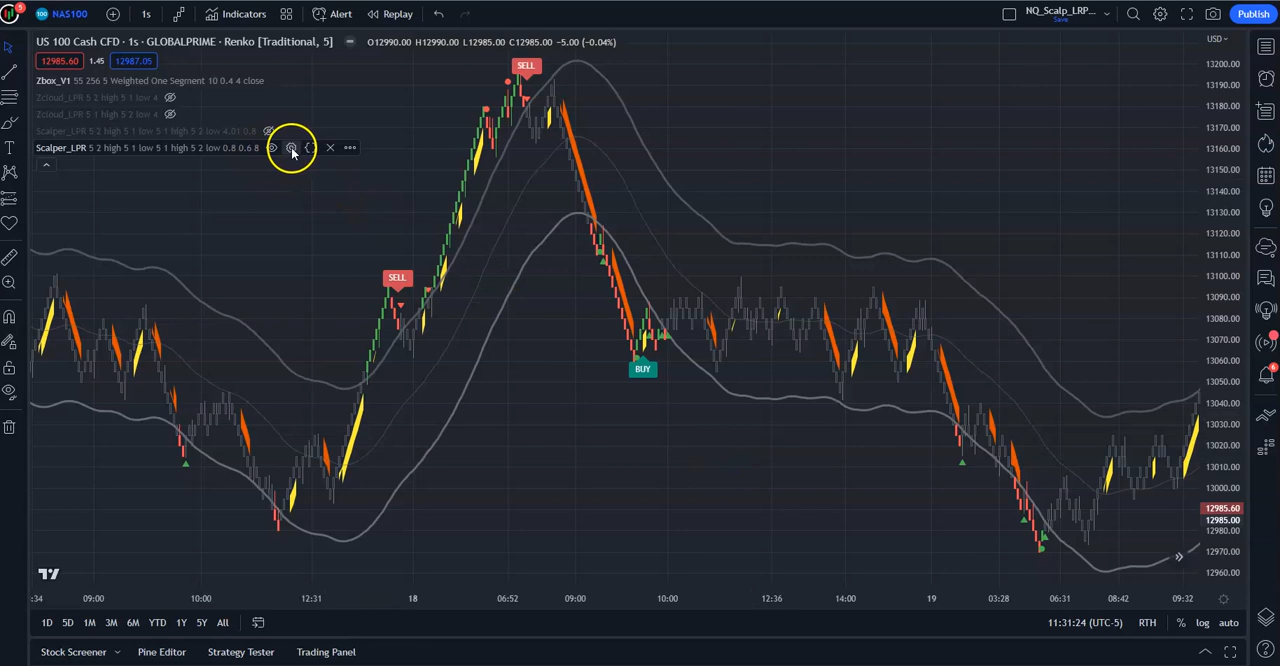 5 100 NAS100 1s Indicators Alert Replay NQ_Scalp_LRP... Save Publish
US 100 Cash CFD · 1s · GLOBALPRIME · Renko [Traditional, 5] O12990.00 H12990.00 L12985.00 C12985.00 -5.00 (-0.04%) USD
12985.60 1.45 12987.05
Zbox_V1 55 256 5 Weighted One Segment 10 0.4 4 close
Zcloud_LPR 5 2 high 5 1 low 4
Zcloud_LPR 5 1 high 5 2 low 4
Scalper_LPR 5 2 high 5 1 low 5 1 high 5 2 low 4.01 0.8
Scalper_LPR 5 2 high 5 1 low 5 1 high 5 2 low 0.8 0.6 8
SELL
SELL
BUY
13200.00
13190.00
13180.00
13170.00
13160.00
13150.00
13140.00
13130.00
13120.00
13110.00
13100.00
13090.00
13080.00
13070.00
13060.00
13050.00
13040.00
13030.00
13020.00
13010.00
13000.00
12985.60
12985.00
12980.00
12970.00
12960.00
6
:34 09:00 10:00 12:31 18 06:52 09:00 10:00 12:36 14:00 19 03:28 06:31 08:42 09:32
1D 5D 1M 3M 6M YTD 1Y 5Y All 11:31:24 (UTC-5) RTH % log auto
Stock Screener Pine Editor Strategy Tester Trading Panel